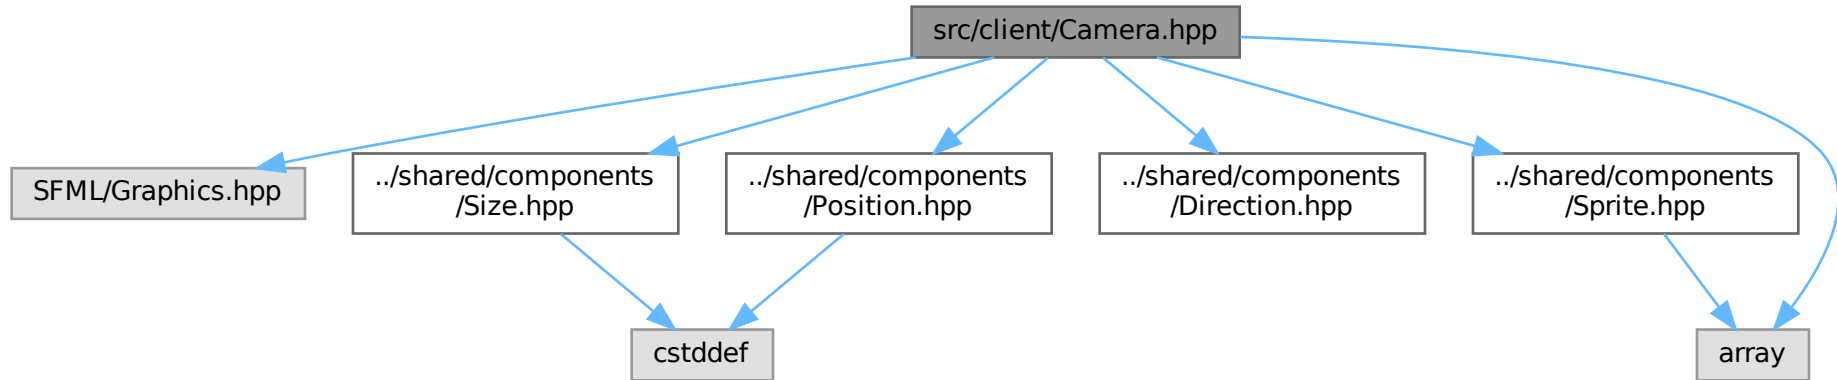 src/client/Camera.hpp
SFML/Graphics.hpp
../shared/components
/Size.hpp
../shared/components
/Position.hpp
../shared/components
/Direction.hpp
../shared/components
/Sprite.hpp
cstddef
array